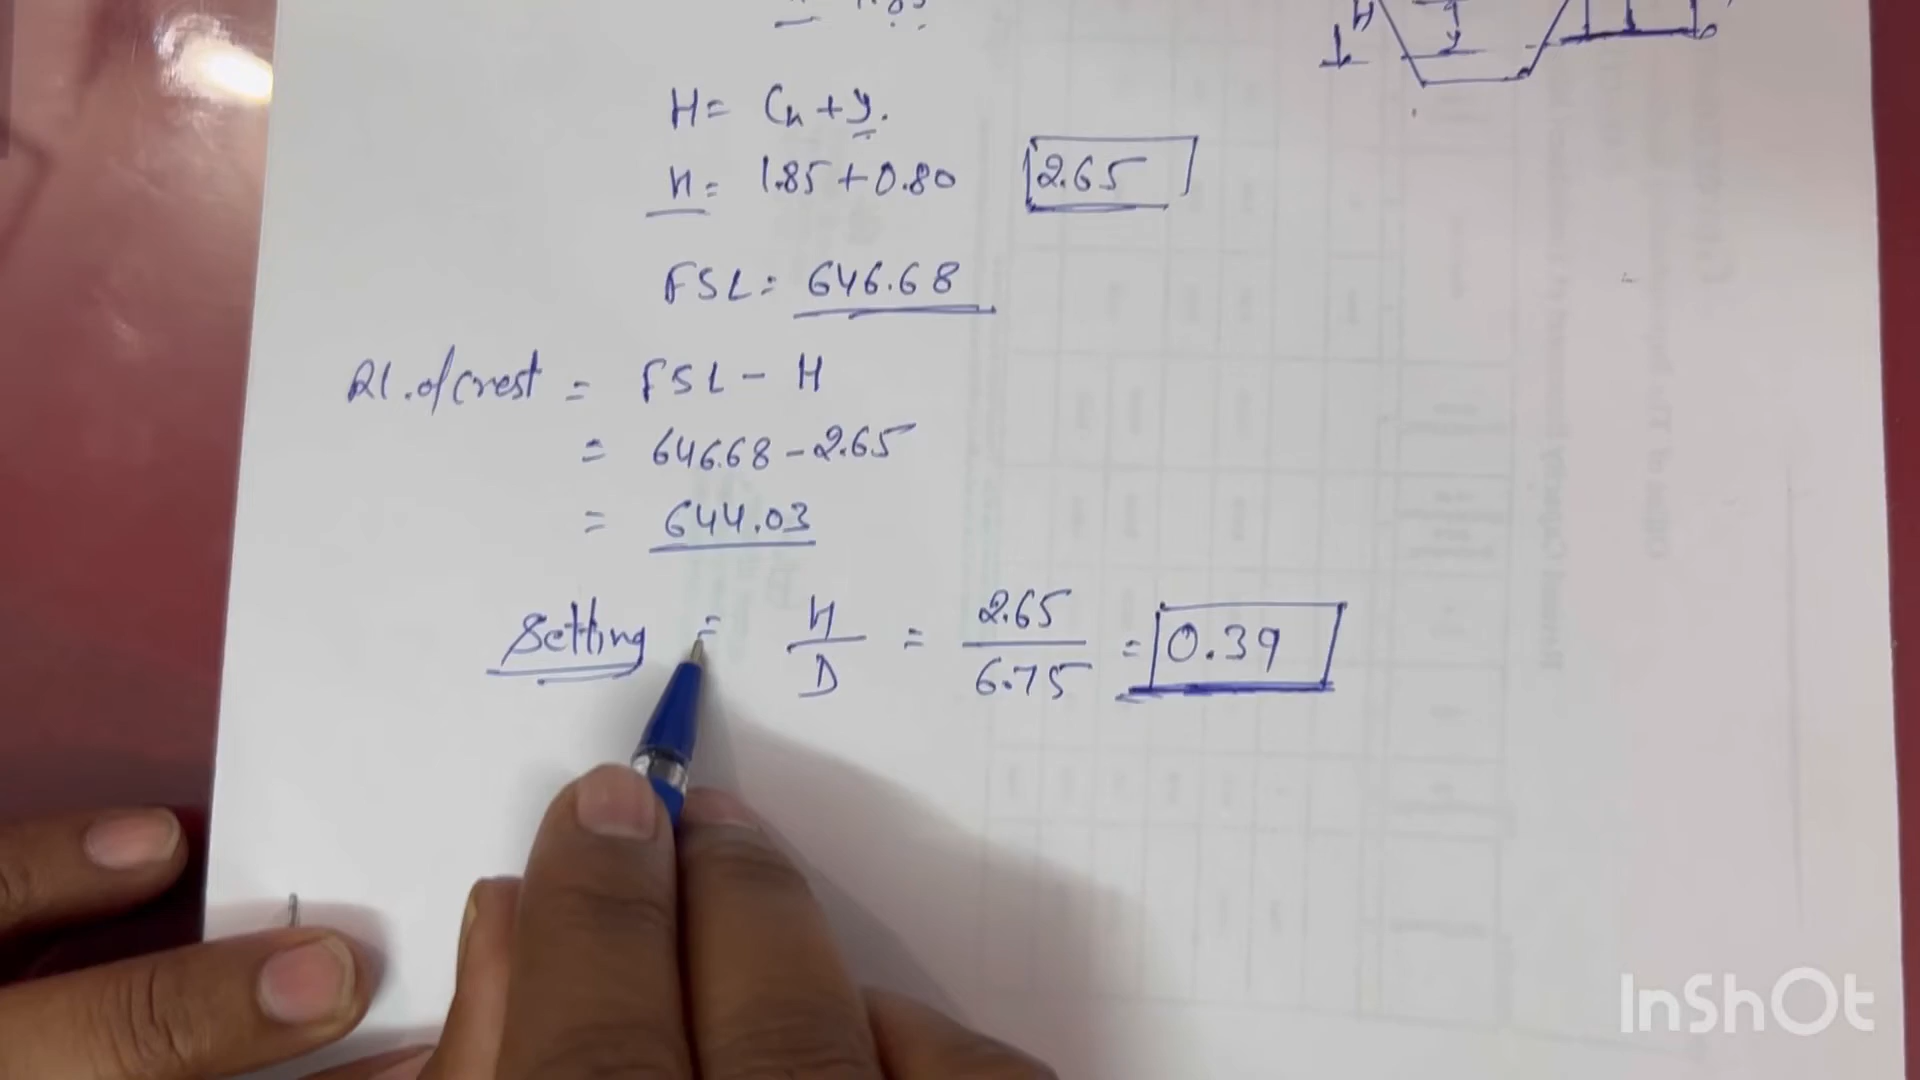 H
y
H = Ch + y.
H = 1.85 + 0.80 2.65
FSL = 646.68
Rl. of Crest = FSL - H
= 646.68 - 2.65
= 644.03
Setting = H/D = 2.65/6.75 = 0.39
InShOt